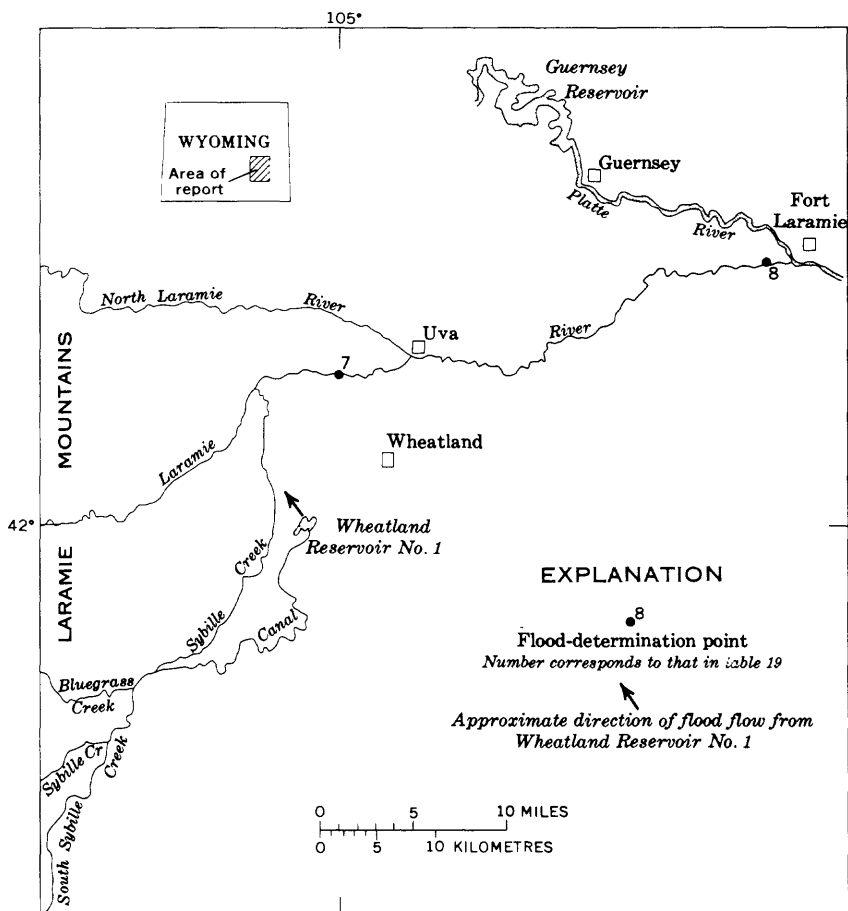 105°
Guernsey
Reservoir
WYOMING
Area of
report
Guernsey
Platte
River
Fort
Laramie
8
North Laramie
River
Uva
River
7
MOUNTAINS
Wheatland
Laramie
42°
Wheatland
Reservoir No. 1
LARAMIE
Creek
EXPLANATION
Sybille
Canal
8
Flood-determination point
Number corresponds to that in table 19
Bluegrass
Creek
Approximate direction of flood flow from
Wheatland Reservoir No. 1
Sybille Cr
Creek
South Sybille
0 5 10 MILES
0 5 10 KILOMETRES